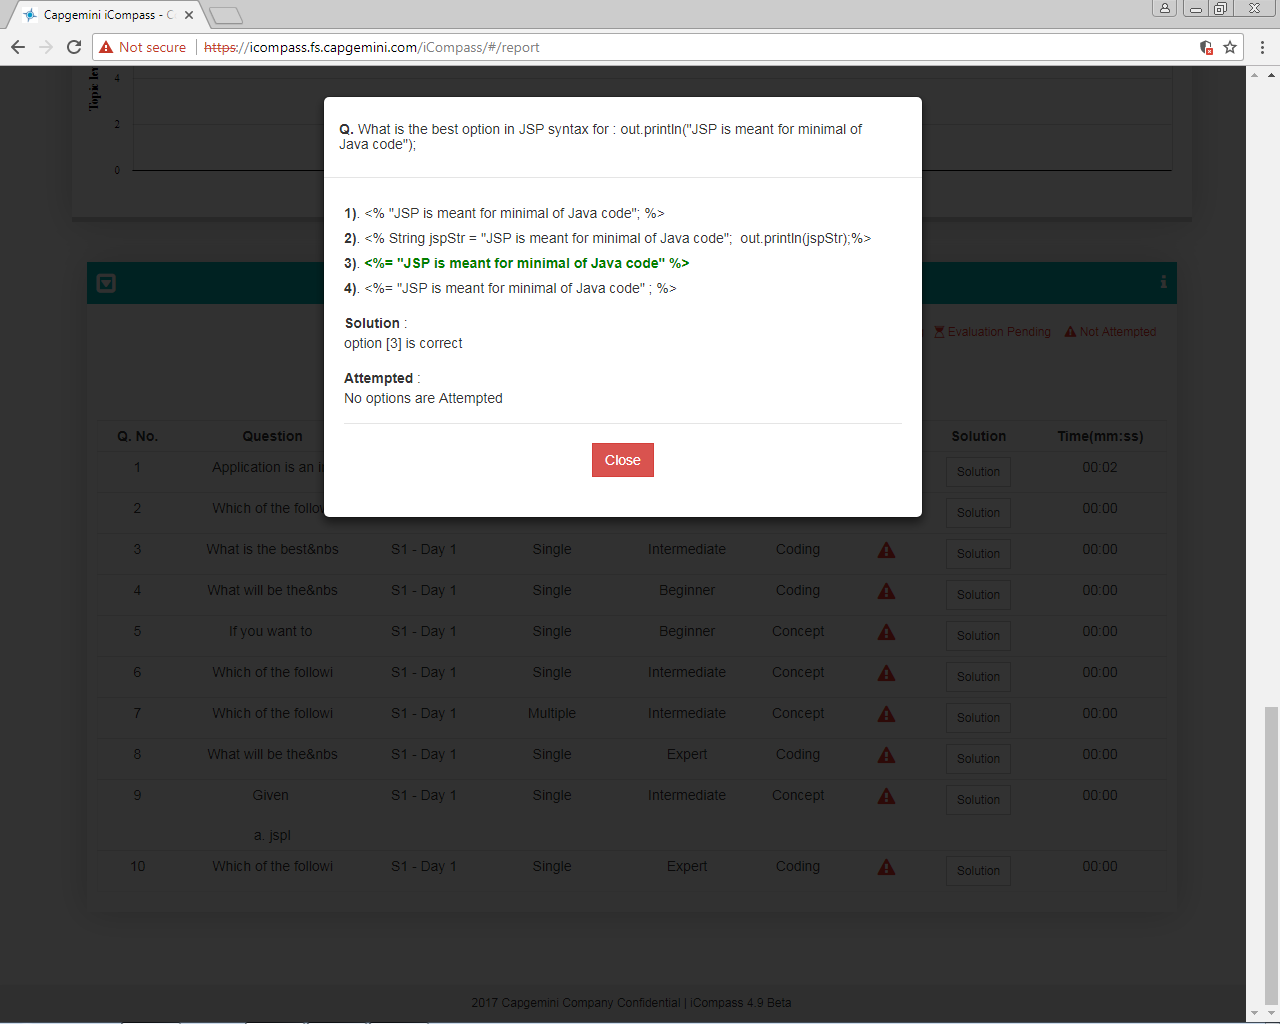 Capgemini iCompass - C
Not secure
https://icompass.fs.capgemini.com/iCompass/#/report
Topic lev
4
2
0
Q. What is the best option in JSP syntax for : out.println("JSP is meant for minimal of
Java code");
1). <% "JSP is meant for minimal of Java code"; %>
2). <% String jspStr = "JSP is meant for minimal of Java code";  out.println(jspStr);%>
3). <%= "JSP is meant for minimal of Java code" %>
4). <%= "JSP is meant for minimal of Java code" ; %>
Solution :
option [3] is correct
Attempted :
No options are Attempted
Close
Evaluation Pending Not Attempted
Q. No. Question Solution Time(mm:ss)
1 Application is an i Solution 00:02
2 Which of the follow Solution 00:00
3 What is the best&nbs S1 - Day 1 Single Intermediate Coding Solution 00:00
4 What will be the&nbs S1 - Day 1 Single Beginner Coding Solution 00:00
5 If you want to S1 - Day 1 Single Beginner Concept Solution 00:00
6 Which of the followi S1 - Day 1 Single Intermediate Concept Solution 00:00
7 Which of the followi S1 - Day 1 Multiple Intermediate Concept Solution 00:00
8 What will be the&nbs S1 - Day 1 Single Expert Coding Solution 00:00
9 Given S1 - Day 1 Single Intermediate Concept Solution 00:00
a. jspl
10 Which of the followi S1 - Day 1 Single Expert Coding Solution 00:00
2017 Capgemini Company Confidential | iCompass 4.9 Beta